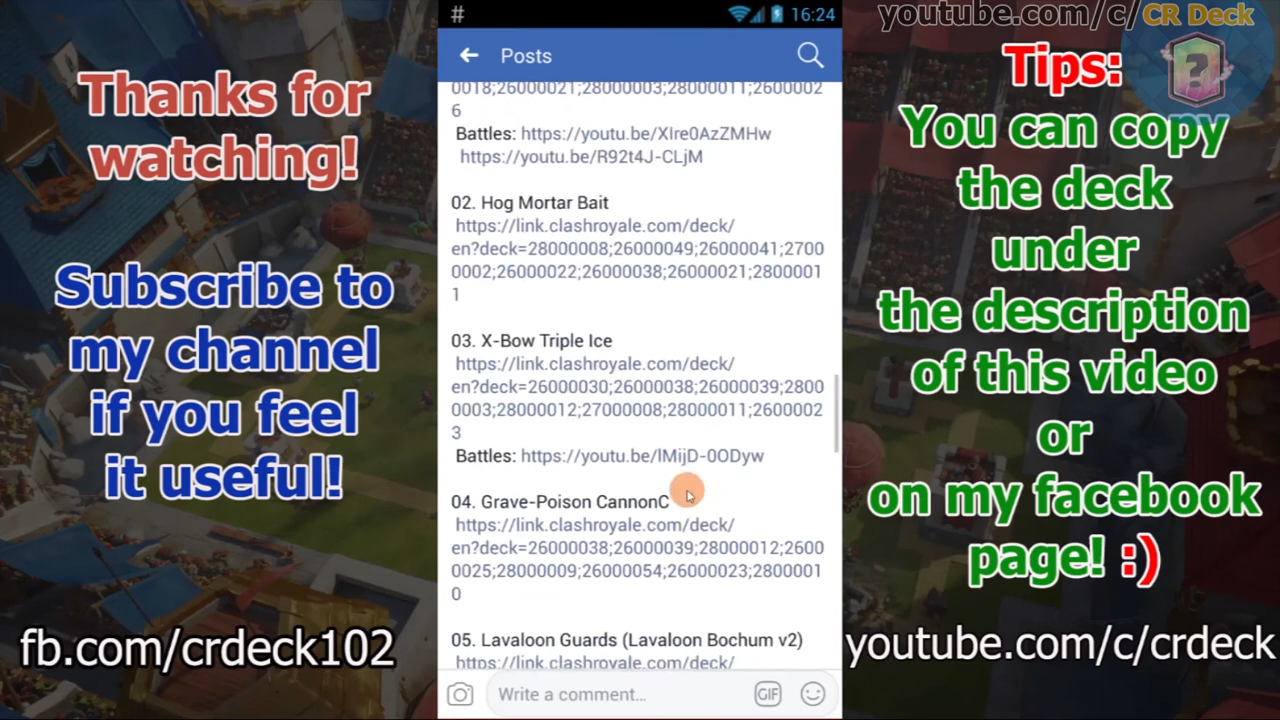 Thanks for
watching!
Subscribe to
my channel
if you feel
it useful!
fb.com/crdeck102
# 16:24
Posts
0018;26000021;28000003;28000011;2600002
6
Battles: https://youtu.be/XIre0AzZMHw
https://youtu.be/R92t4J-CLjM
02. Hog Mortar Bait
https://link.clashroyale.com/deck/
en?deck=28000008;26000049;26000041;2700
0002;26000022;26000038;26000021;2800001
1
03. X-Bow Triple Ice
https://link.clashroyale.com/deck/
en?deck=26000030;26000038;26000039;2800
0003;28000012;27000008;28000011;2600002
3
Battles: https://youtu.be/lMijD-0ODyw
04. Grave-Poison CannonC
https://link.clashroyale.com/deck/
en?deck=26000038;26000039;28000012;2600
0025;28000009;26000054;26000023;2800001
0
05. Lavaloon Guards (Lavaloon Bochum v2)
https://link.clashroyale.com/deck/
Write a comment...
GIF
youtube.com/c/CR Deck
?
Tips:
You can copy
the deck
under
the description
of this video
or
on my facebook
page! :)
youtube.com/c/crdeck